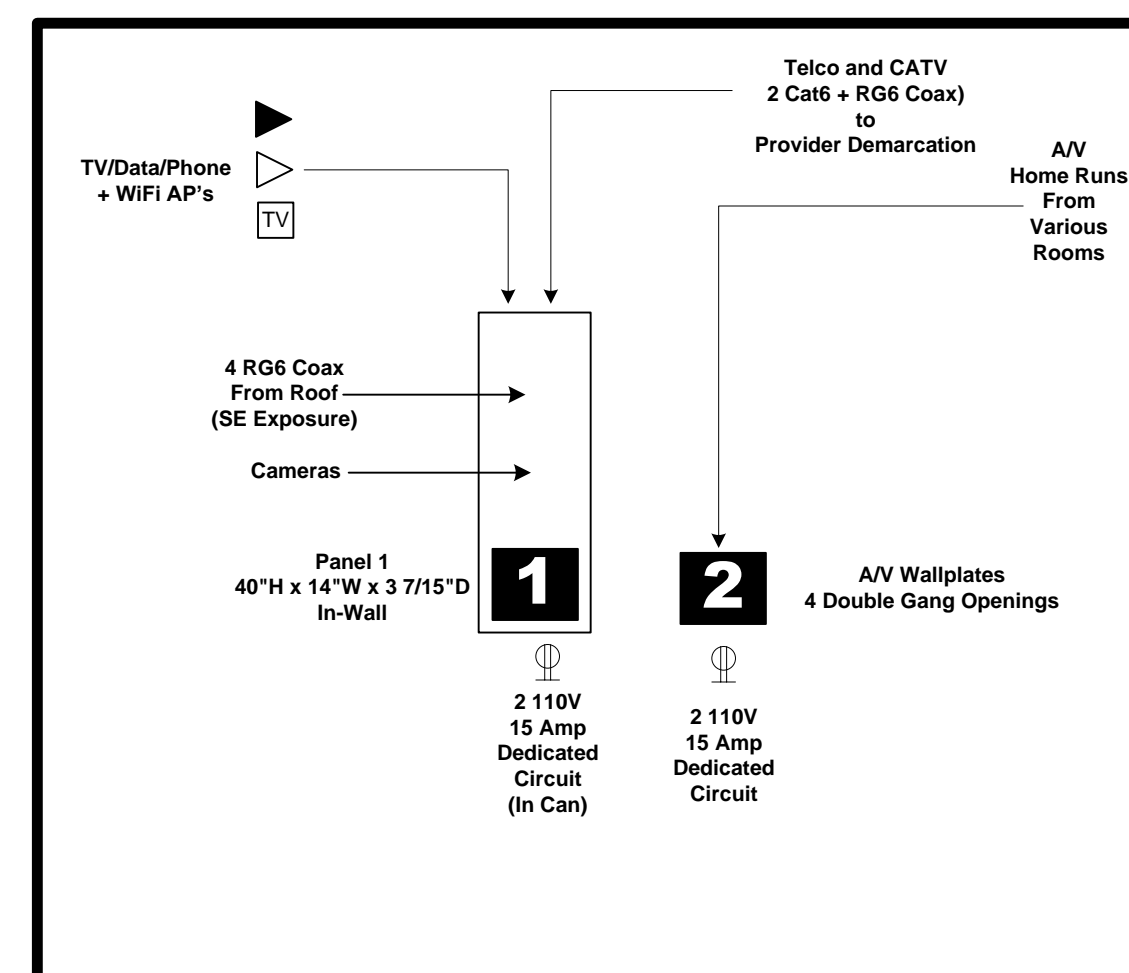 Telco and CATV
2 Cat6 + RG6 Coax)
to
Provider Demarcation
A/V
Home Runs
From
Various
Rooms
TV/Data/Phone
+ WiFi AP's
TV
4 RG6 Coax
From Roof
(SE Exposure)
Cameras
Panel 1
40"H x 14"W x 3 7/15"D
In-Wall
1
2
A/V Wallplates
4 Double Gang Openings
2 110V
15 Amp
Dedicated
Circuit
(In Can)
2 110V
15 Amp
Dedicated
Circuit